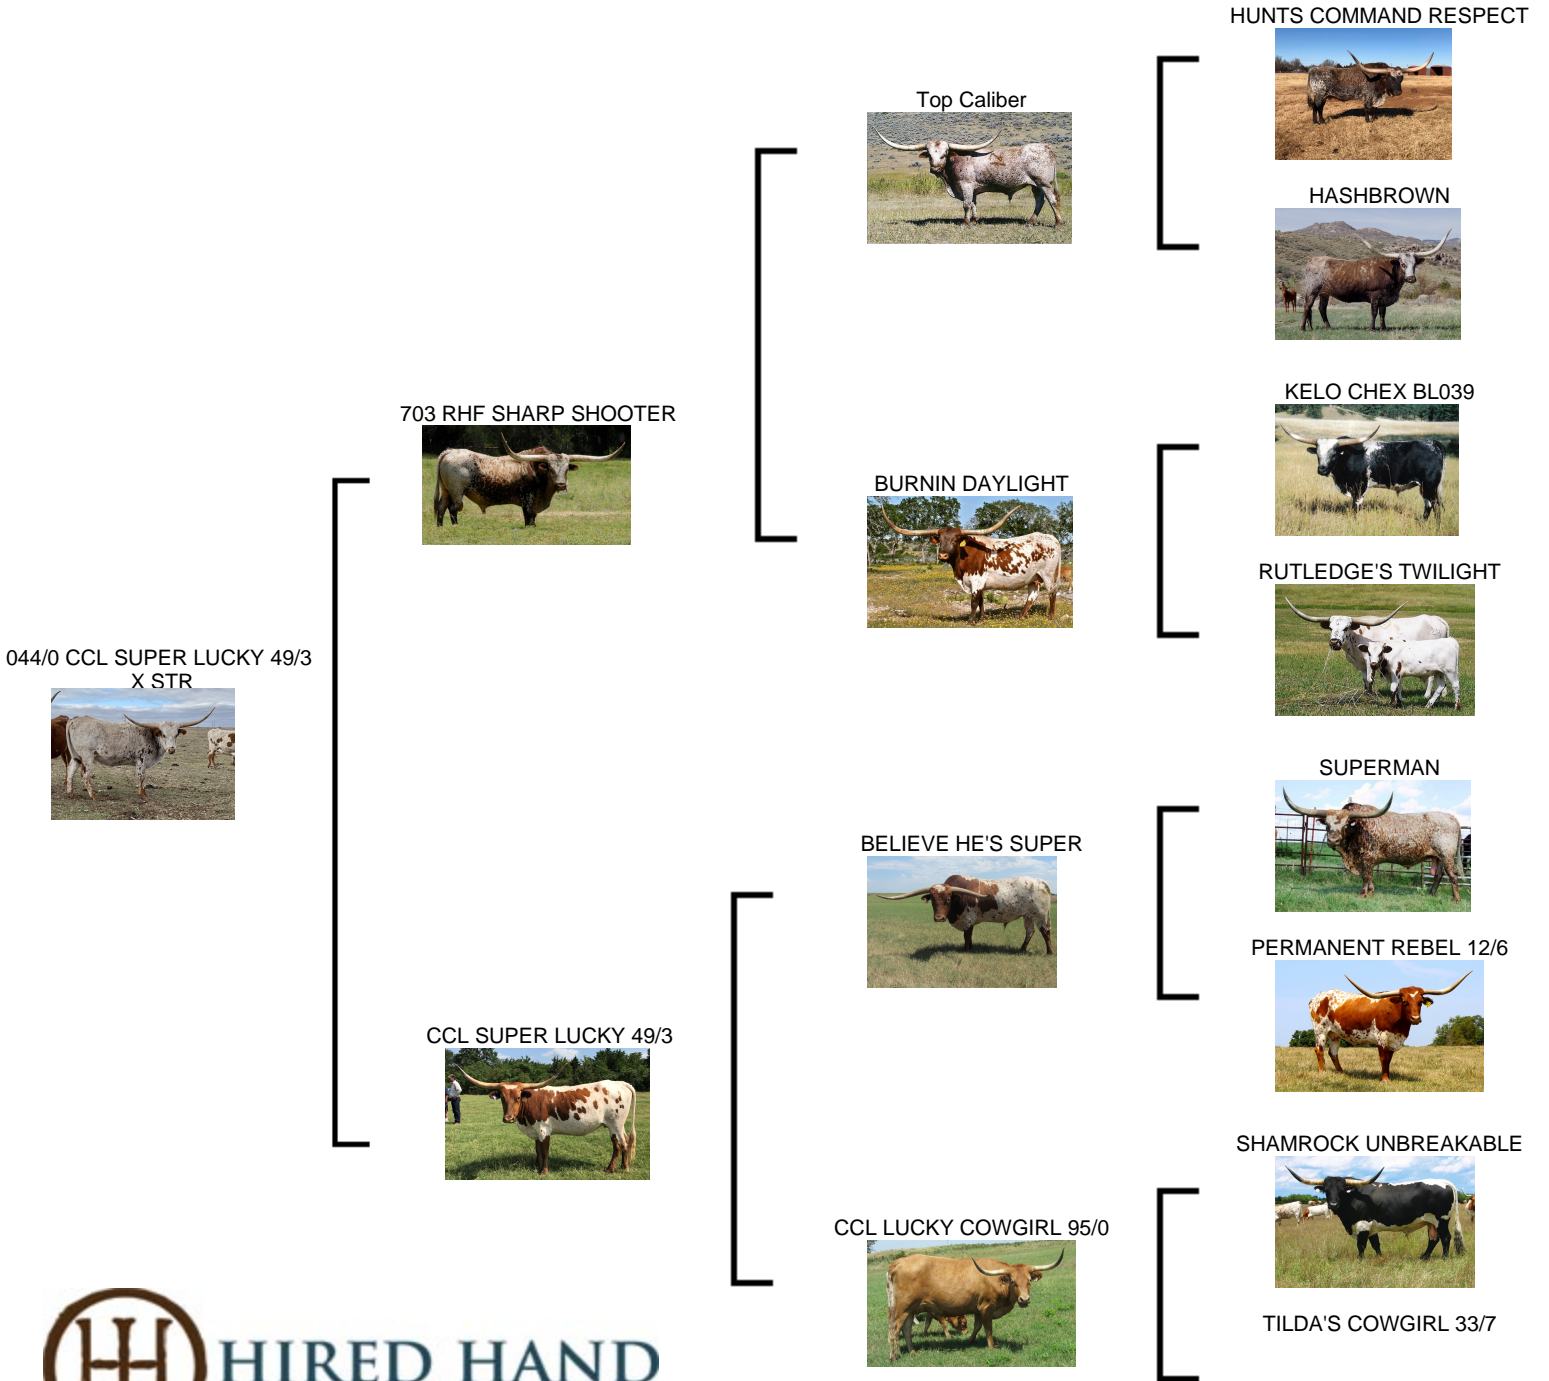 HUNTS COMMAND RESPECT
Top Caliber
HASHBROWN
KELO CHEX BL039
703 RHF SHARP SHOOTER
BURNIN DAYLIGHT
RUTLEDGE'S TWILIGHT
044/0 CCL SUPER LUCKY 49/3
X STR
SUPERMAN
BELIEVE HE'S SUPER
PERMANENT REBEL 12/6
CCL SUPER LUCKY 49/3
SHAMROCK UNBREAKABLE
CCL LUCKY COWGIRL 95/0
TILDA'S COWGIRL 33/7
HIRED HAND